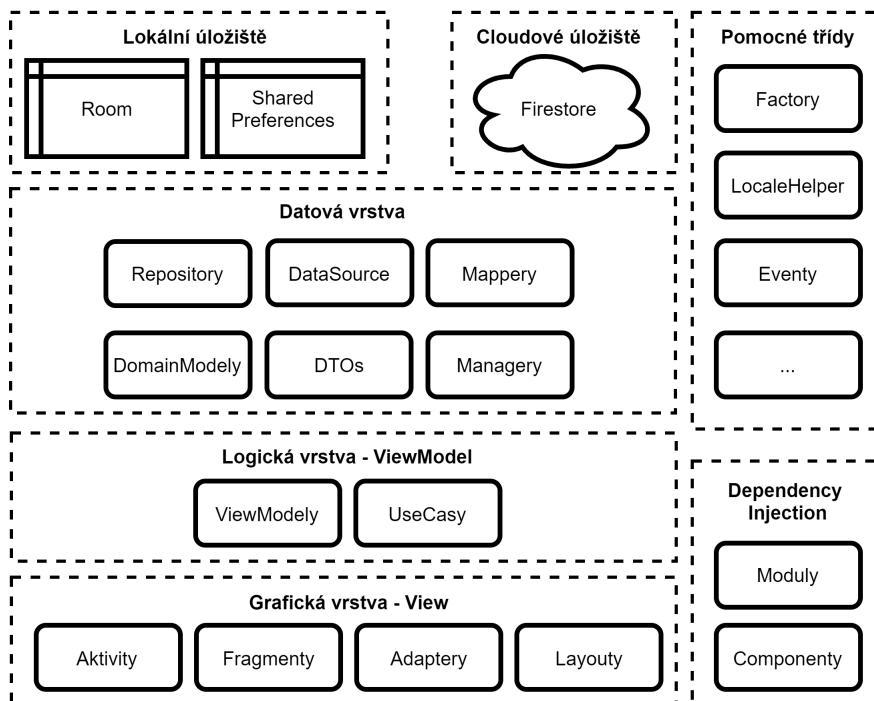 Lokální úložiště
Room
Shared
Preferences
Cloudové úložiště
Firestore
Pomocné třídy
Factory
LocaleHelper
Eventy
...
Datová vrstva
Repository
DataSource
Mappery
DomainModely
DTOs
Managery
Logická vrstva - ViewModel
ViewModely
UseCasy
Dependency
Injection
Moduly
Componenty
Grafická vrstva - View
Aktivity
Fragmenty
Adaptery
Layouty